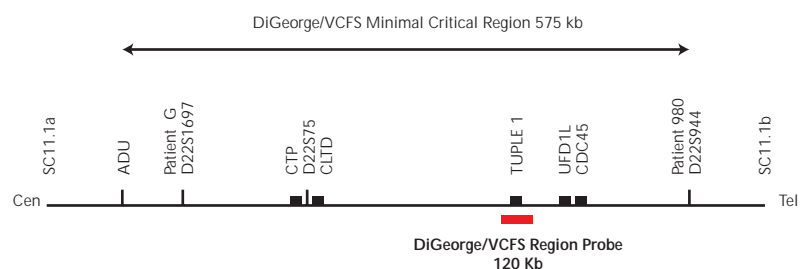 DiGeorge/VCFS Minimal Critical Region 575 kb
SC11.1a
ADU
Patient G
D22S1697
CTP
D22S75
CLTD
TUPLE 1
UFD1L
CDC45
Patient 980
D22S944
SC11.1b
Cen
Tel
DiGeorge/VCFS Region Probe
120 Kb